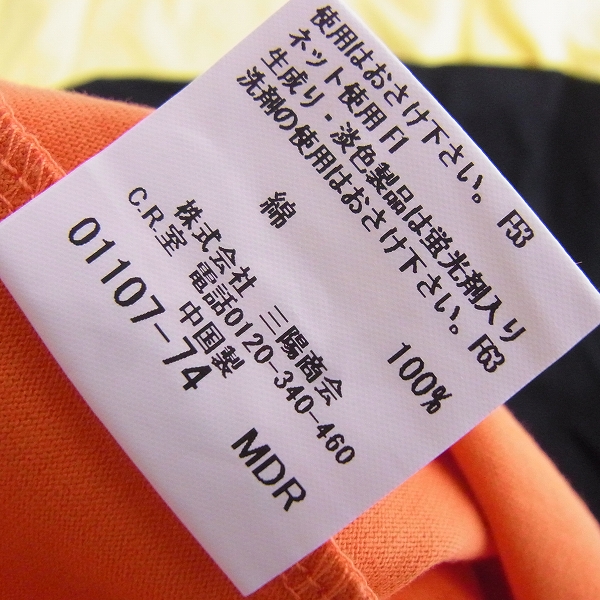 使用はおさけ下さい。 F53
ネット使用 F1
生成り・淡色製品は蛍光剤入り
洗剤の使用はおさけ下さい。F63
綿 100%
株式会社 三陽商会
C.R.室 電話0120-340-460
中国製
01107-74 MDR